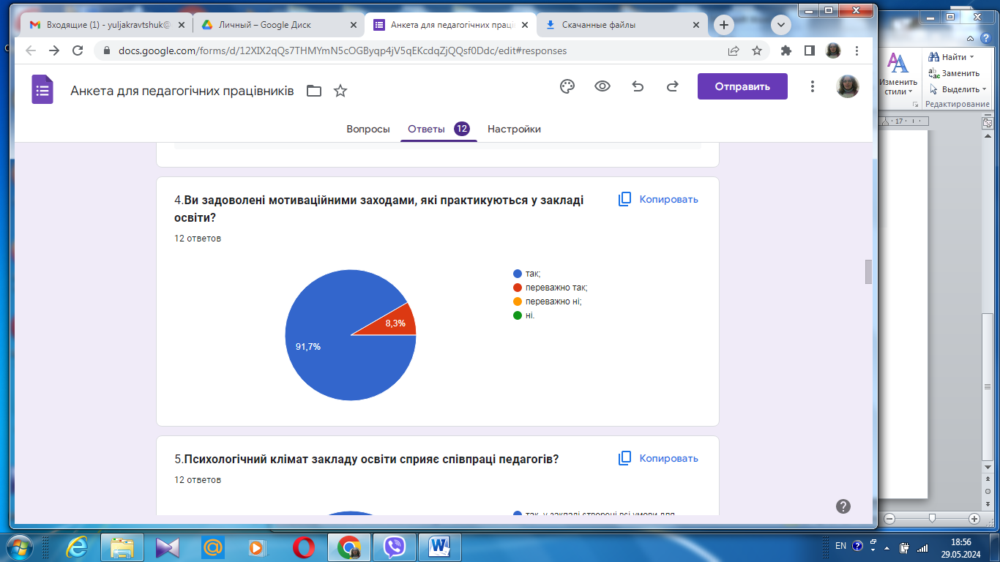 Входящие (1) - yuljakravtshuk@
Личный – Google Диск
Анкета для педагогічних праці
Скачанные файлы
docs.google.com/forms/d/12XIX2qQs7THMYmN5cOGByqp4jV5qEKcdqZjQQsf0Ddc/edit#responses
Анкета для педагогічних працівників
Отправить
Вопросы
Ответы 12
Настройки
4.Ви задоволені мотиваційними заходами, які практикуються у закладі
освіти?
Копировать
12 ответов
так;
переважно так;
переважно ні;
ні.
8,3%
91,7%
5.Психологічний клімат закладу освіти сприяє співпраці педагогів?
Копировать
12 ответов
так, у закладі створені всі умови для
Найти
Заменить
Выделить
Изменить
стили
Редактирование
17
EN
18:56
29.05.2024